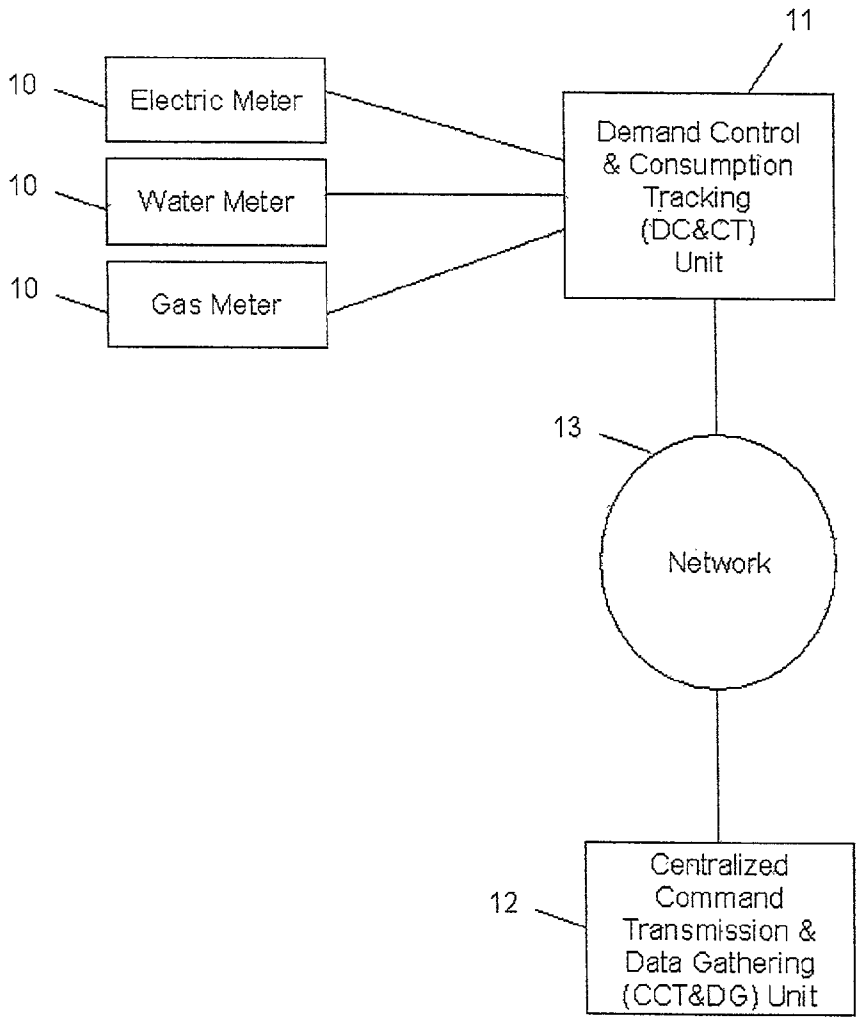 11
10
Electric Meter
Demand Control
& Consumption
Tracking
(DC&CT)
Unit
10
Water Meter
10
Gas Meter
13
Network
12
Centralized
Command
Transmission &
Data Gathering
(CCT&DG) Unit